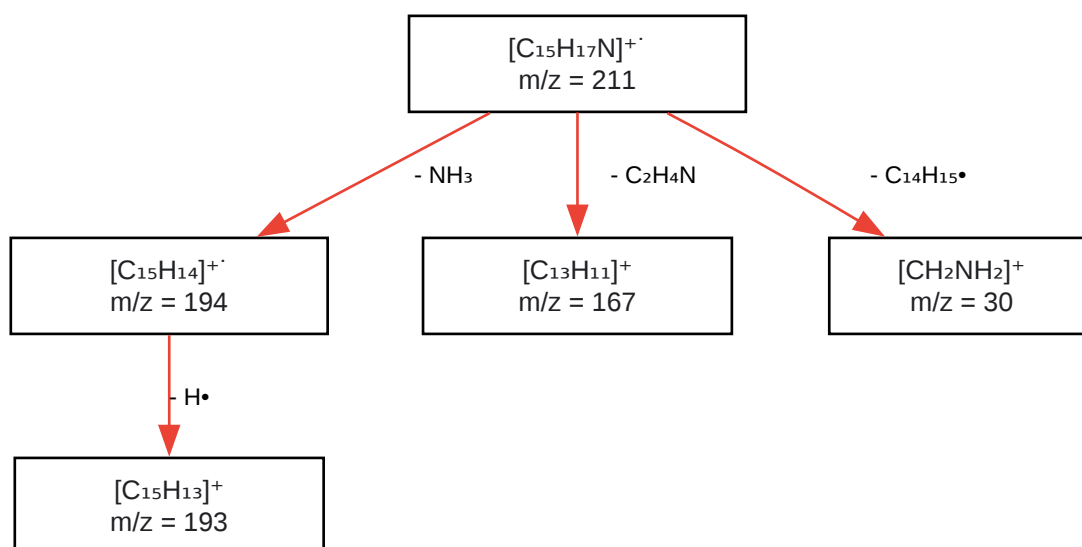 [C₁₅H₁₇N]⁺˙
m/z = 211
- NH₃
- C₂H₄N
- C₁₄H₁₅•
[C₁₅H₁₄]⁺˙
m/z = 194
[C₁₃H₁₁]⁺
m/z = 167
[CH₂NH₂]⁺
m/z = 30
- H•
[C₁₅H₁₃]⁺
m/z = 193